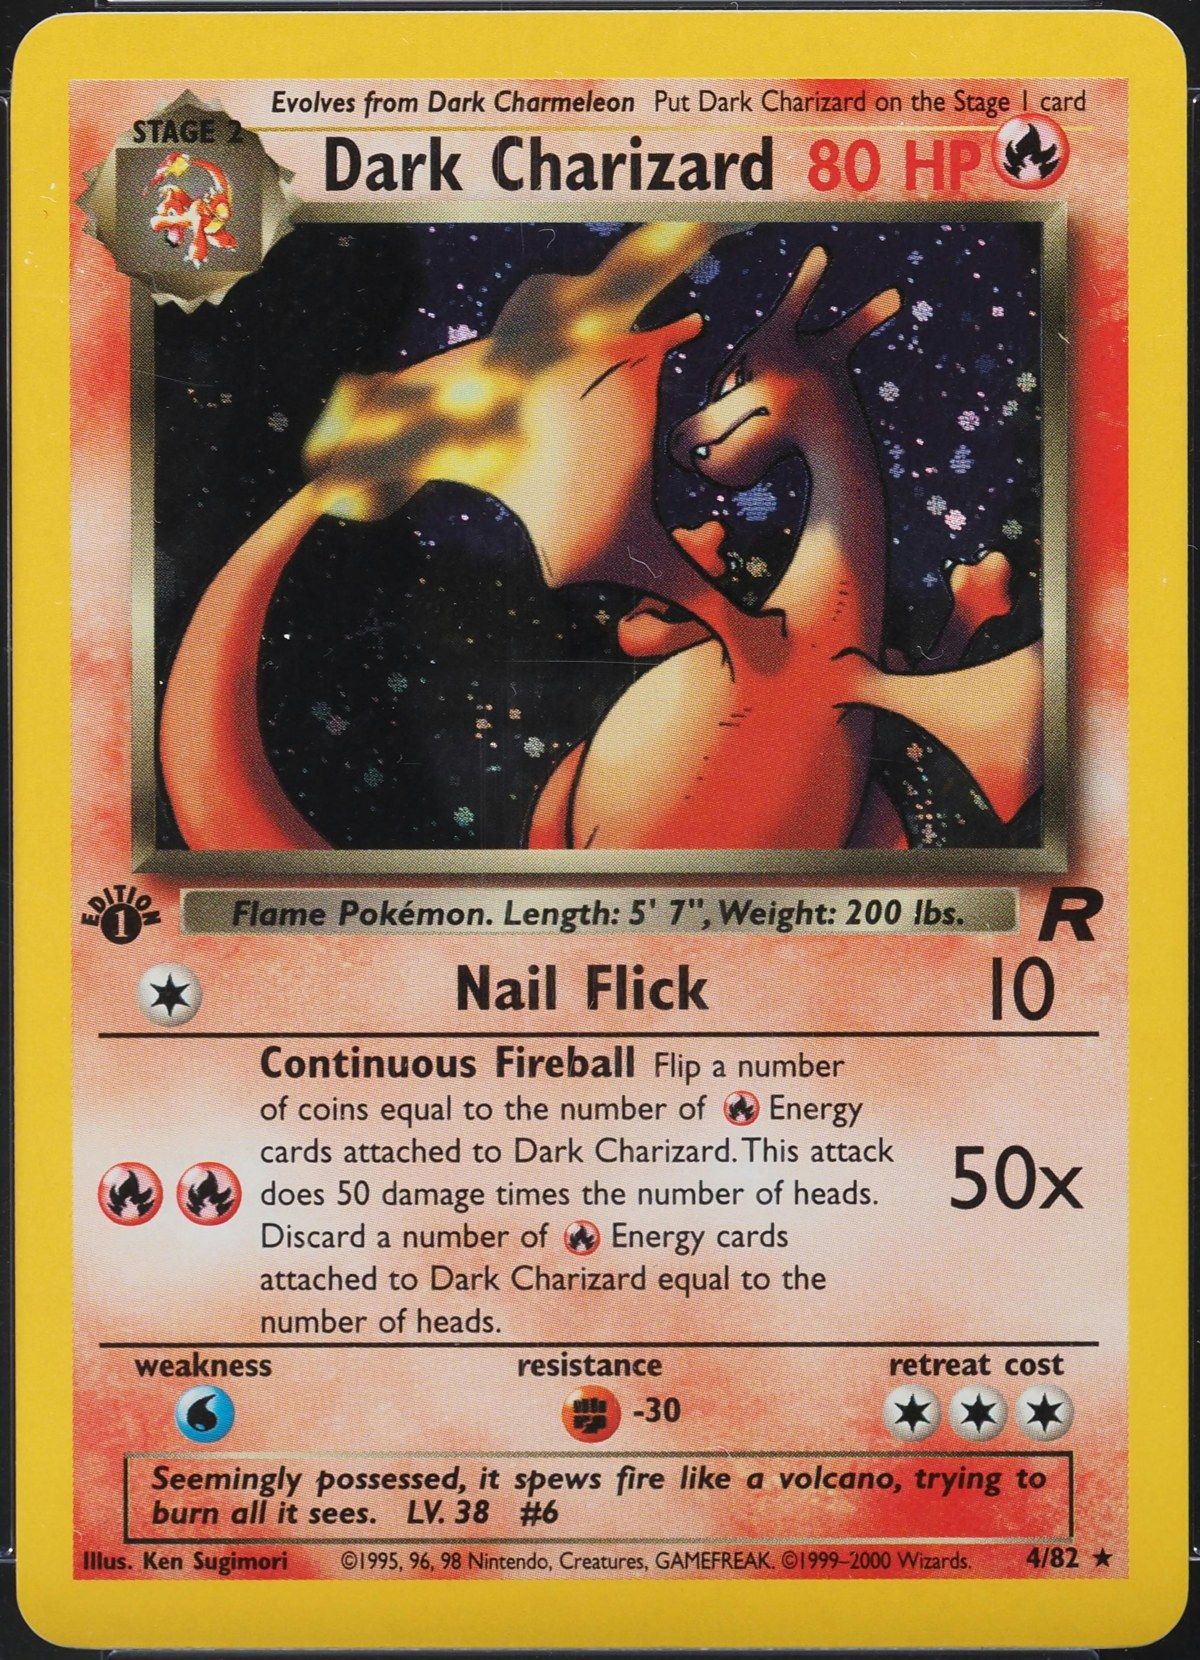 Evolves from Dark Charmeleon Put Dark Charizard on the Stage 1 card
STAGE 2
Dark Charizard 80 HP
EDITION
1
Flame Pokémon. Length: 5' 7", Weight: 200 lbs.
R
Nail Flick 10
Continuous Fireball Flip a number
of coins equal to the number of Energy
cards attached to Dark Charizard. This attack
does 50 damage times the number of heads.
Discard a number of Energy cards
attached to Dark Charizard equal to the
number of heads.
50x
weakness resistance retreat cost
-30
Seemingly possessed, it spews fire like a volcano, trying to
burn all it sees. LV. 38 #6
Illus. Ken Sugimori ©1995, 96, 98 Nintendo, Creatures, GAMEFREAK. ©1999–2000 Wizards. 4/82 ★